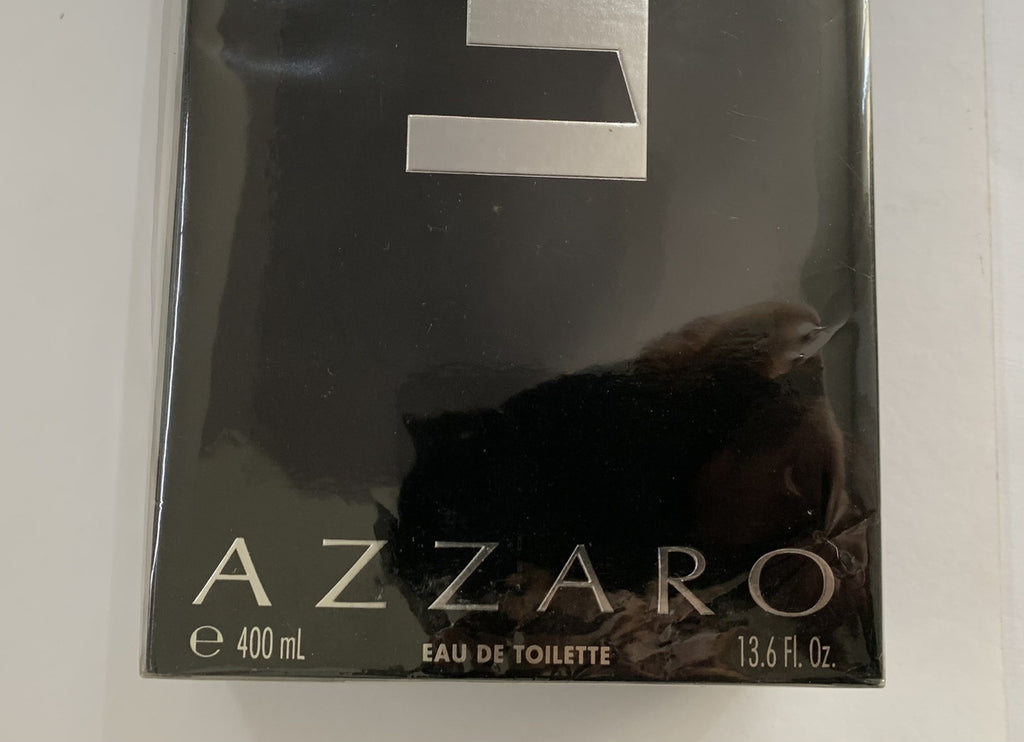 AZZARO
℮ 400 mL EAU DE TOILETTE 13.6 Fl. Oz.